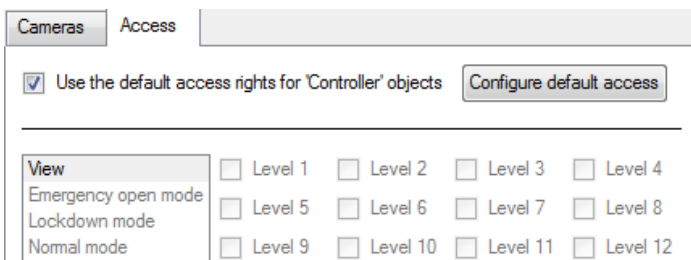 Cameras Access
Use the default access rights for 'Controller' objects Configure default access
View Level 1 Level 2 Level 3 Level 4
Emergency open mode
Lockdown mode Level 5 Level 6 Level 7 Level 8
Normal mode Level 9 Level 10 Level 11 Level 12